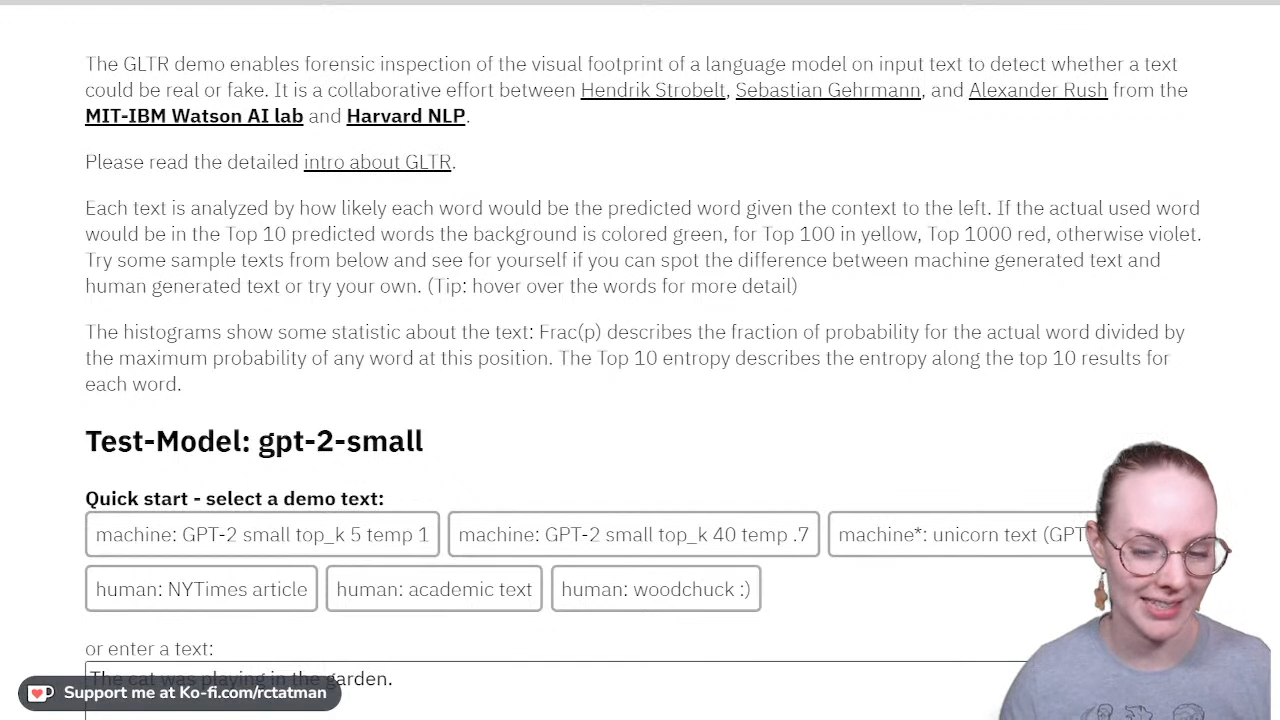 The GLTR demo enables forensic inspection of the visual footprint of a language model on input text to detect whether a text
could be real or fake. It is a collaborative effort between Hendrik Strobelt, Sebastian Gehrmann, and Alexander Rush from the
MIT-IBM Watson AI lab and Harvard NLP.
Please read the detailed intro about GLTR.
Each text is analyzed by how likely each word would be the predicted word given the context to the left. If the actual used word
would be in the Top 10 predicted words the background is colored green, for Top 100 in yellow, Top 1000 red, otherwise violet.
Try some sample texts from below and see for yourself if you can spot the difference between machine generated text and
human generated text or try your own. (Tip: hover over the words for more detail)
The histograms show some statistic about the text: Frac(p) describes the fraction of probability for the actual word divided by
the maximum probability of any word at this position. The Top 10 entropy describes the entropy along the top 10 results for
each word.
Test-Model: gpt-2-small
Quick start - select a demo text:
machine: GPT-2 small top_k 5 temp 1
machine: GPT-2 small top_k 40 temp .7
machine*: unicorn text (GPT
human: NYTimes article
human: academic text
human: woodchuck :)
or enter a text:
The cat was playing in the garden.
Support me at Ko-fi.com/rctatman